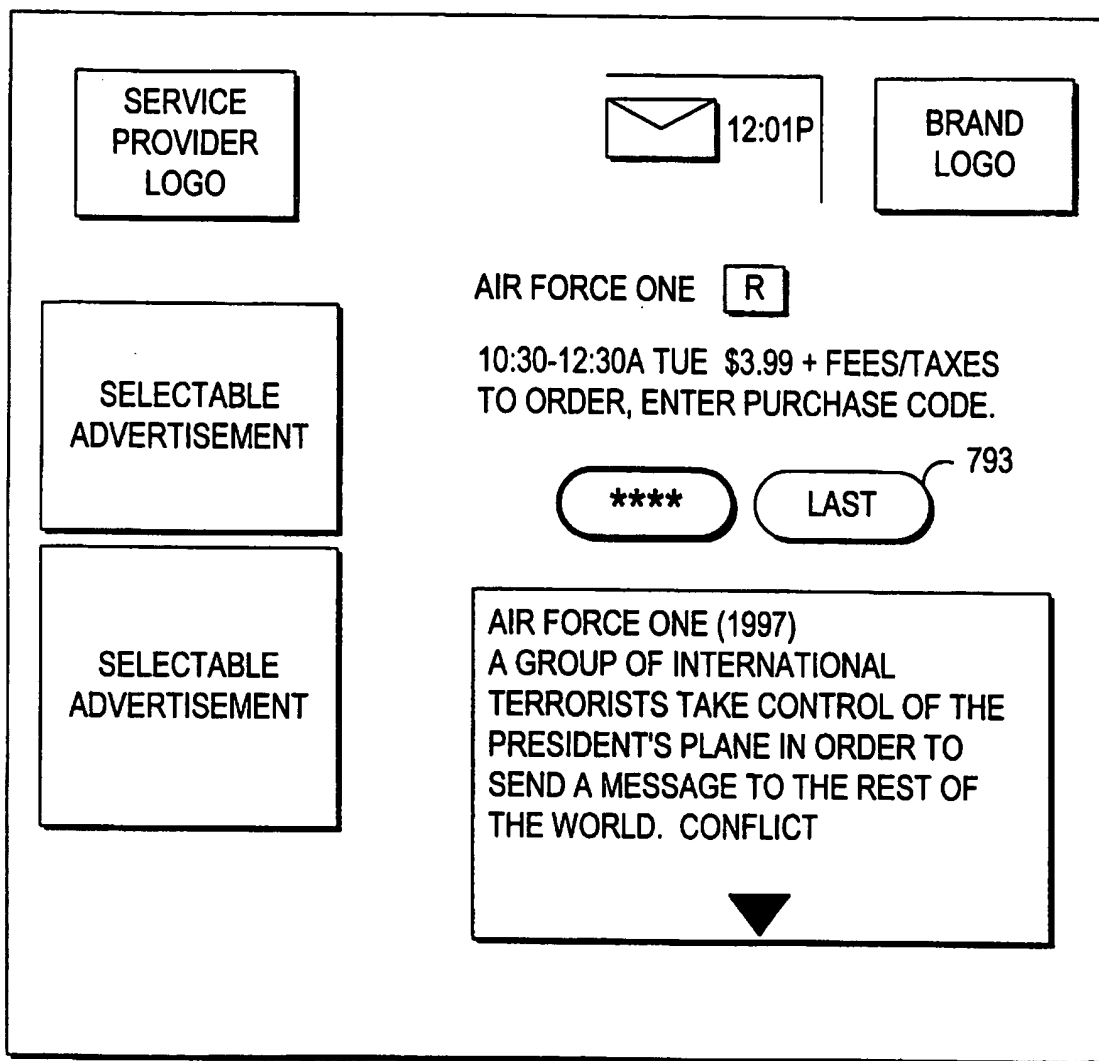 SERVICE
PROVIDER
LOGO
12:01P
BRAND
LOGO
AIR FORCE ONE R
10:30-12:30A TUE $3.99 + FEES/TAXES
TO ORDER, ENTER PURCHASE CODE.
**** LAST 793
SELECTABLE
ADVERTISEMENT
SELECTABLE
ADVERTISEMENT
AIR FORCE ONE (1997)
A GROUP OF INTERNATIONAL
TERRORISTS TAKE CONTROL OF THE
PRESIDENT'S PLANE IN ORDER TO
SEND A MESSAGE TO THE REST OF
THE WORLD. CONFLICT